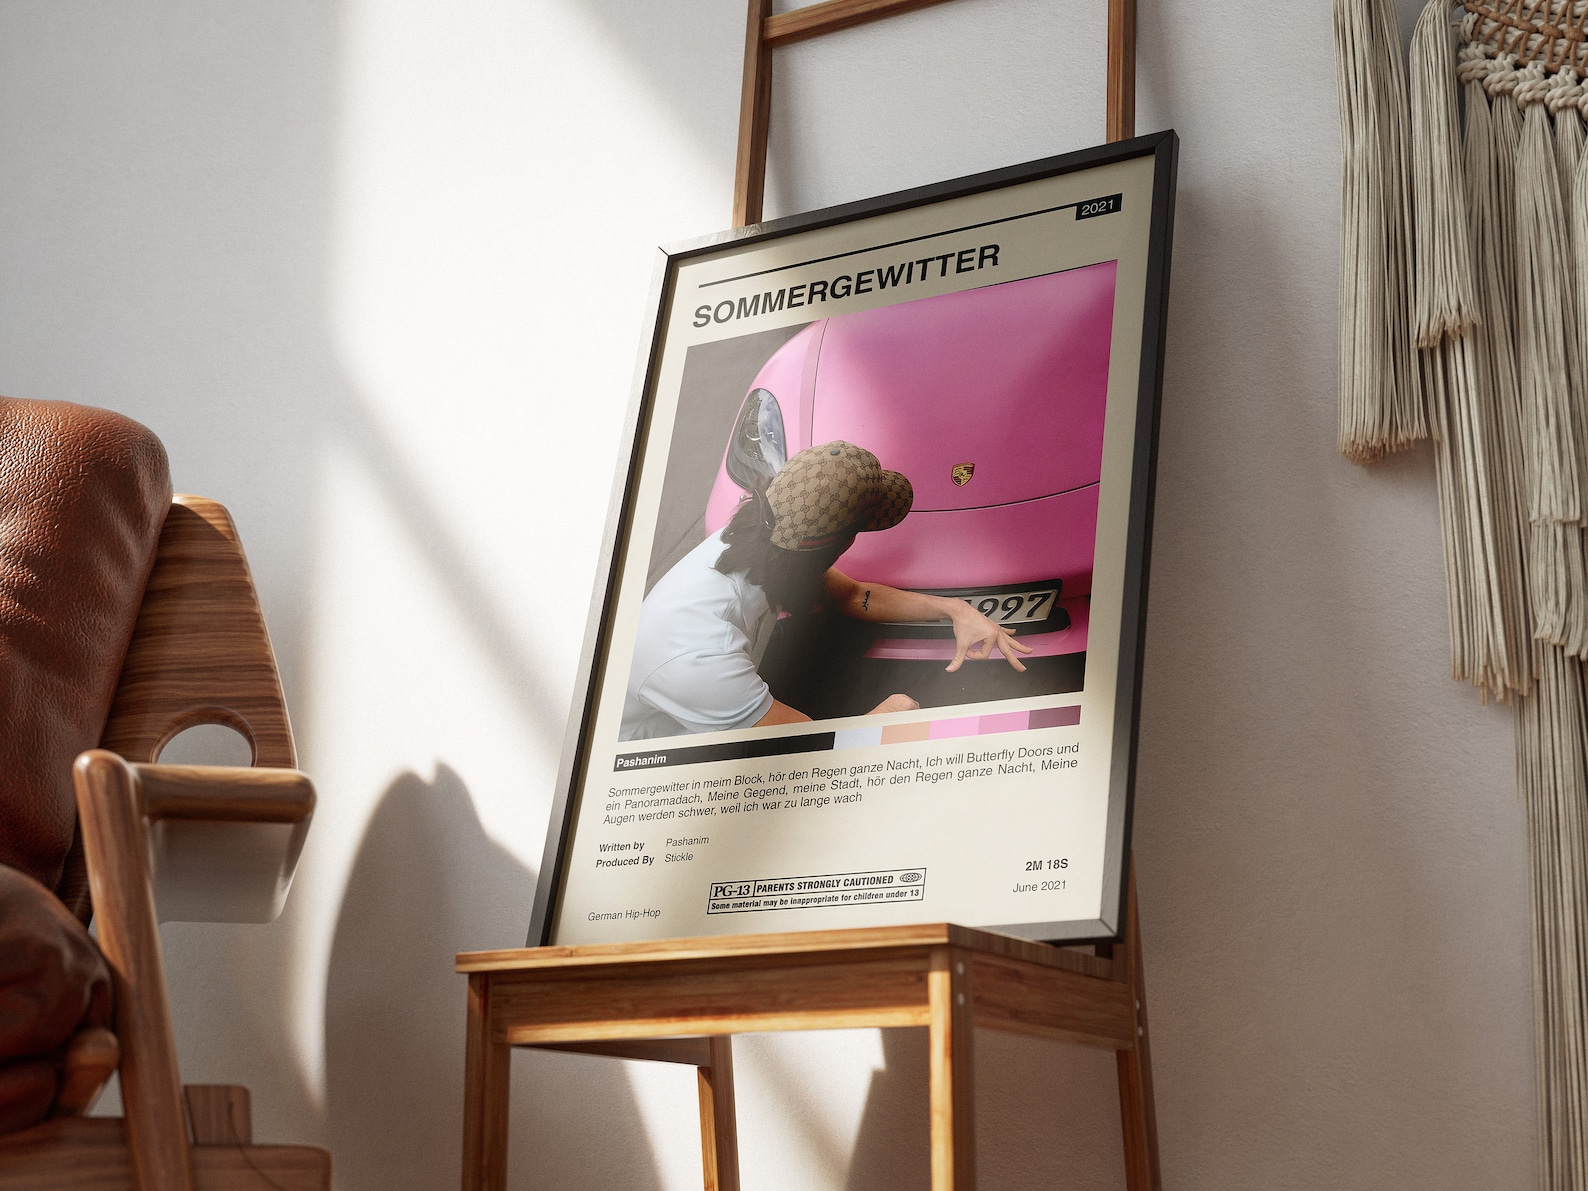 2021
SOMMERGEWITTER
1997
Pashanim
Sommergewitter in meim Block, hör den Regen ganze Nacht, Ich will Butterfly Doors und
ein Panoramadach, Meine Gegend, meine Stadt, hör den Regen ganze Nacht, Meine
Augen werden schwer, weil ich war zu lange wach
Written by Pashanim
Produced By Stickle
2M 18S
June 2021
PG-13 PARENTS STRONGLY CAUTIONED
Some material may be inappropriate for children under 13
German Hip-Hop